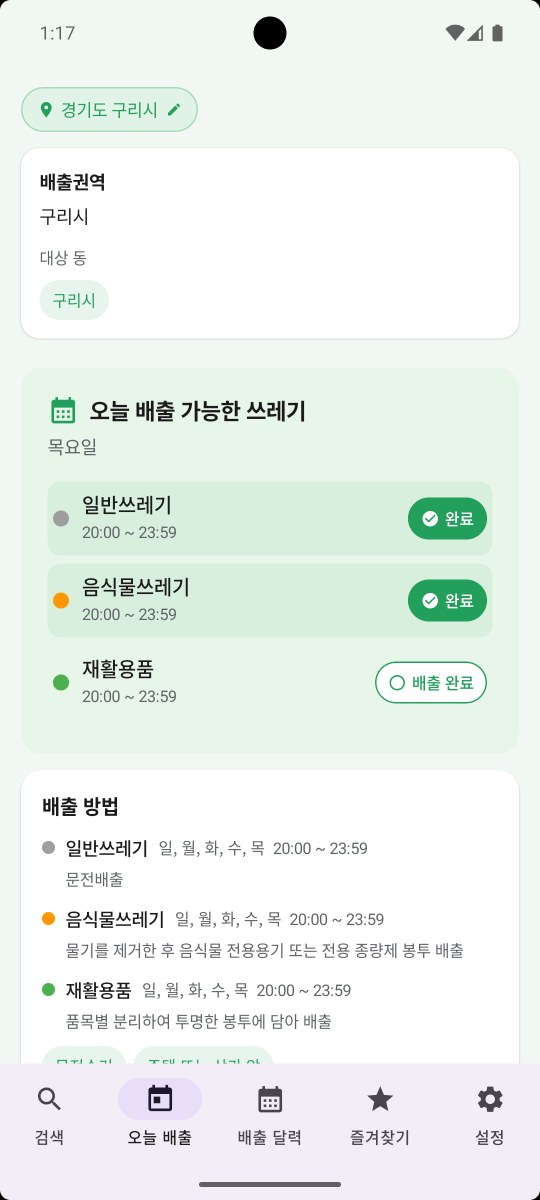 1:17
경기도 구리시
배출권역
구리시
대상 동
구리시
오늘 배출 가능한 쓰레기
목요일
일반쓰레기
20:00 ~ 23:59
완료
음식물쓰레기
20:00 ~ 23:59
완료
재활용품
20:00 ~ 23:59
배출 완료
배출 방법
일반쓰레기 일, 월, 화, 수, 목 20:00 ~ 23:59
문전배출
음식물쓰레기 일, 월, 화, 수, 목 20:00 ~ 23:59
물기를 제거한 후 음식물 전용용기 또는 전용 종량제 봉투 배출
재활용품 일, 월, 화, 수, 목 20:00 ~ 23:59
품목별 분리하여 투명한 봉투에 담아 배출
검색
오늘 배출
배출 달력
즐겨찾기
설정